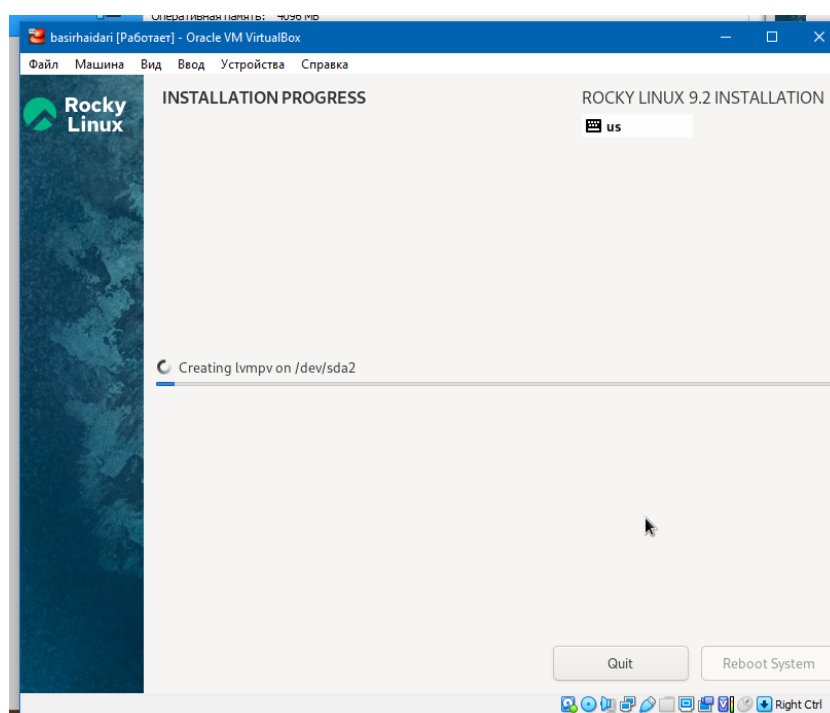 Оперативная память: 4096 МБ
basirhaidari [Работает] - Oracle VM VirtualBox
Файл Машина Вид Ввод Устройства Справка
Rocky
Linux
INSTALLATION PROGRESS
ROCKY LINUX 9.2 INSTALLATION
us
Creating lvmpv on /dev/sda2
Quit
Reboot System
Right Ctrl